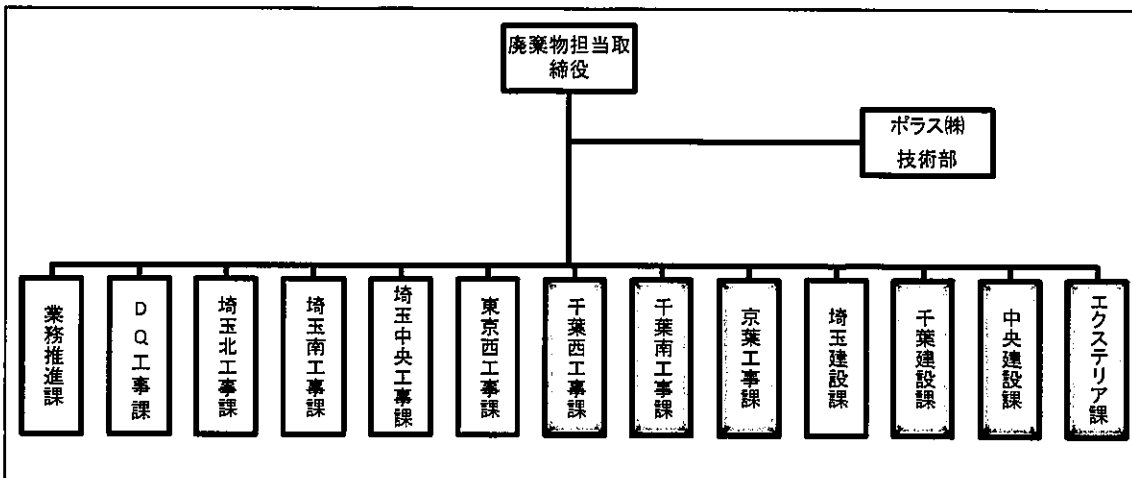 廃棄物担当取
締役
ポラス㈱
技術部
業務推進課
DQ工事課
埼玉北工事課
埼玉南工事課
埼玉中央工事課
東京西工事課
千葉西工事課
千葉南工事課
京葉工事課
埼玉建設課
千葉建設課
中央建設課
エクステリア課